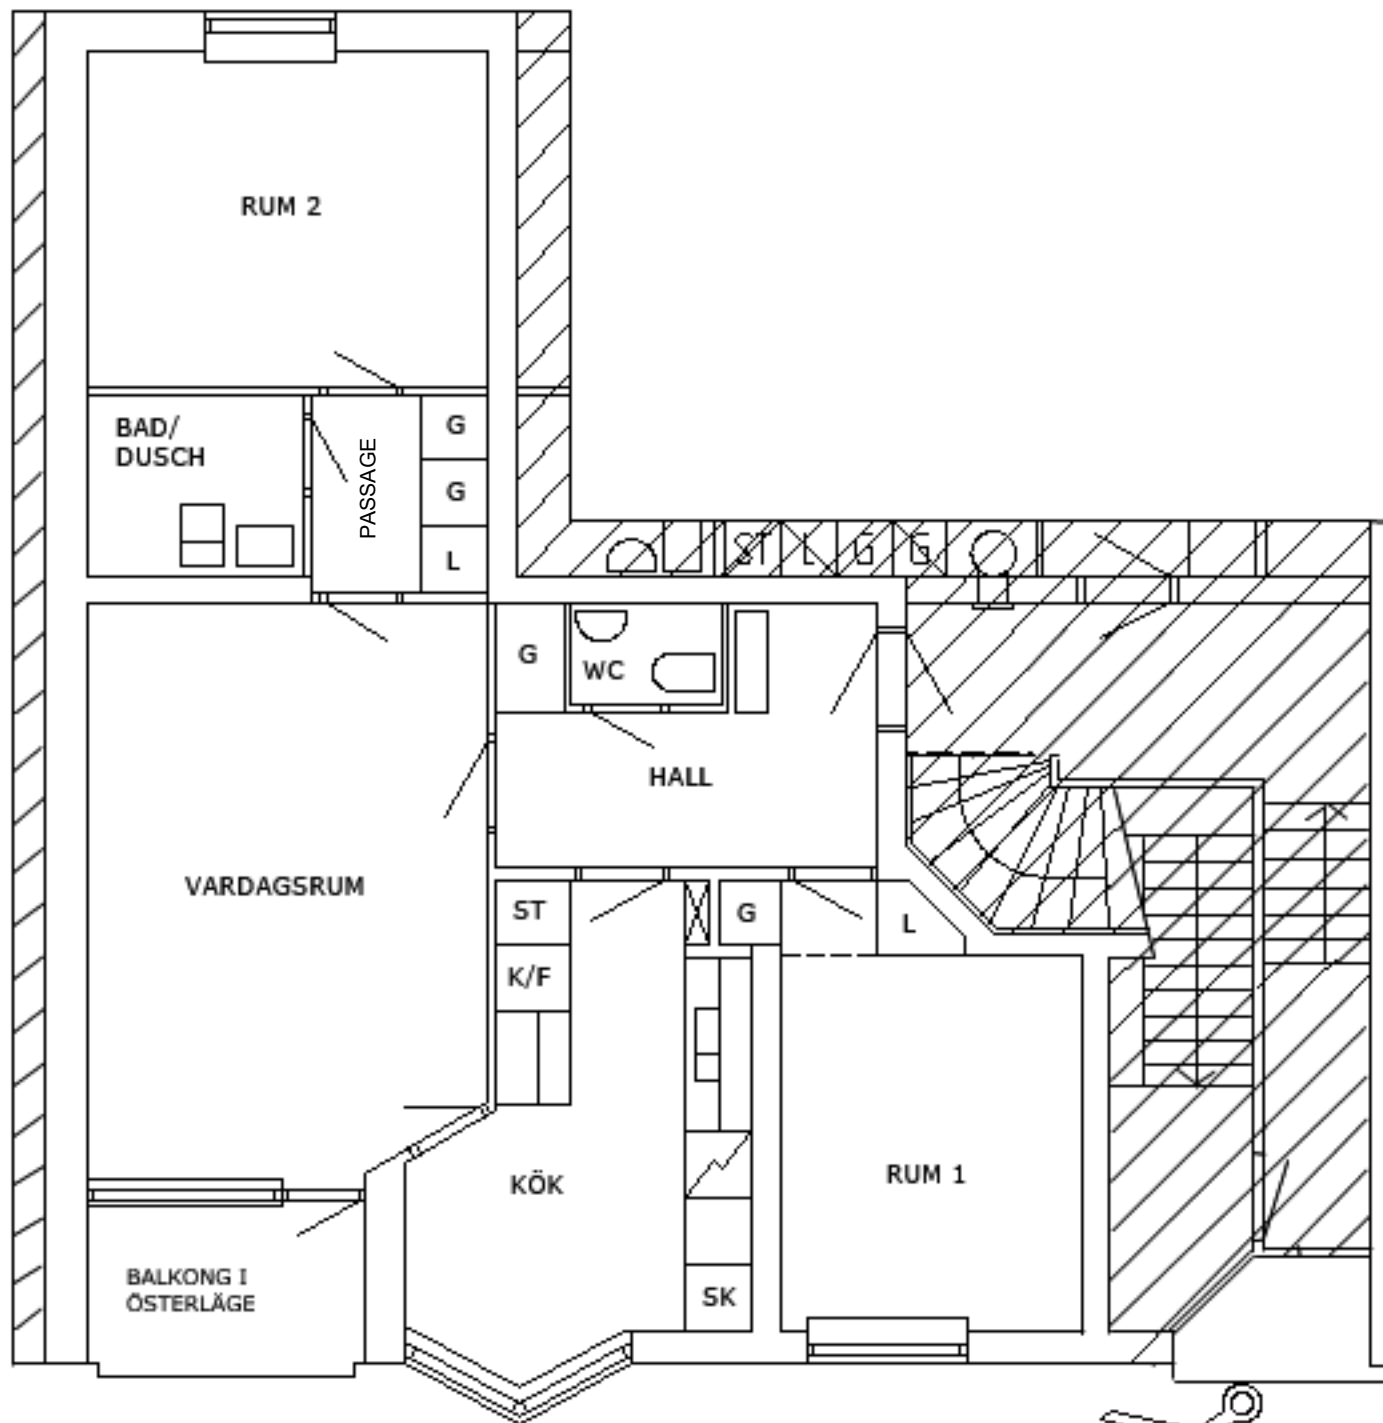 RUM 2
BAD/
DUSCH
PASSAGE
G
G
L
ST L G G
G
WC
HALL
VARDAGSRUM
ST
G
L
K/F
KÖK
RUM 1
BALKONG I
ÖSTERLÄGE
SK